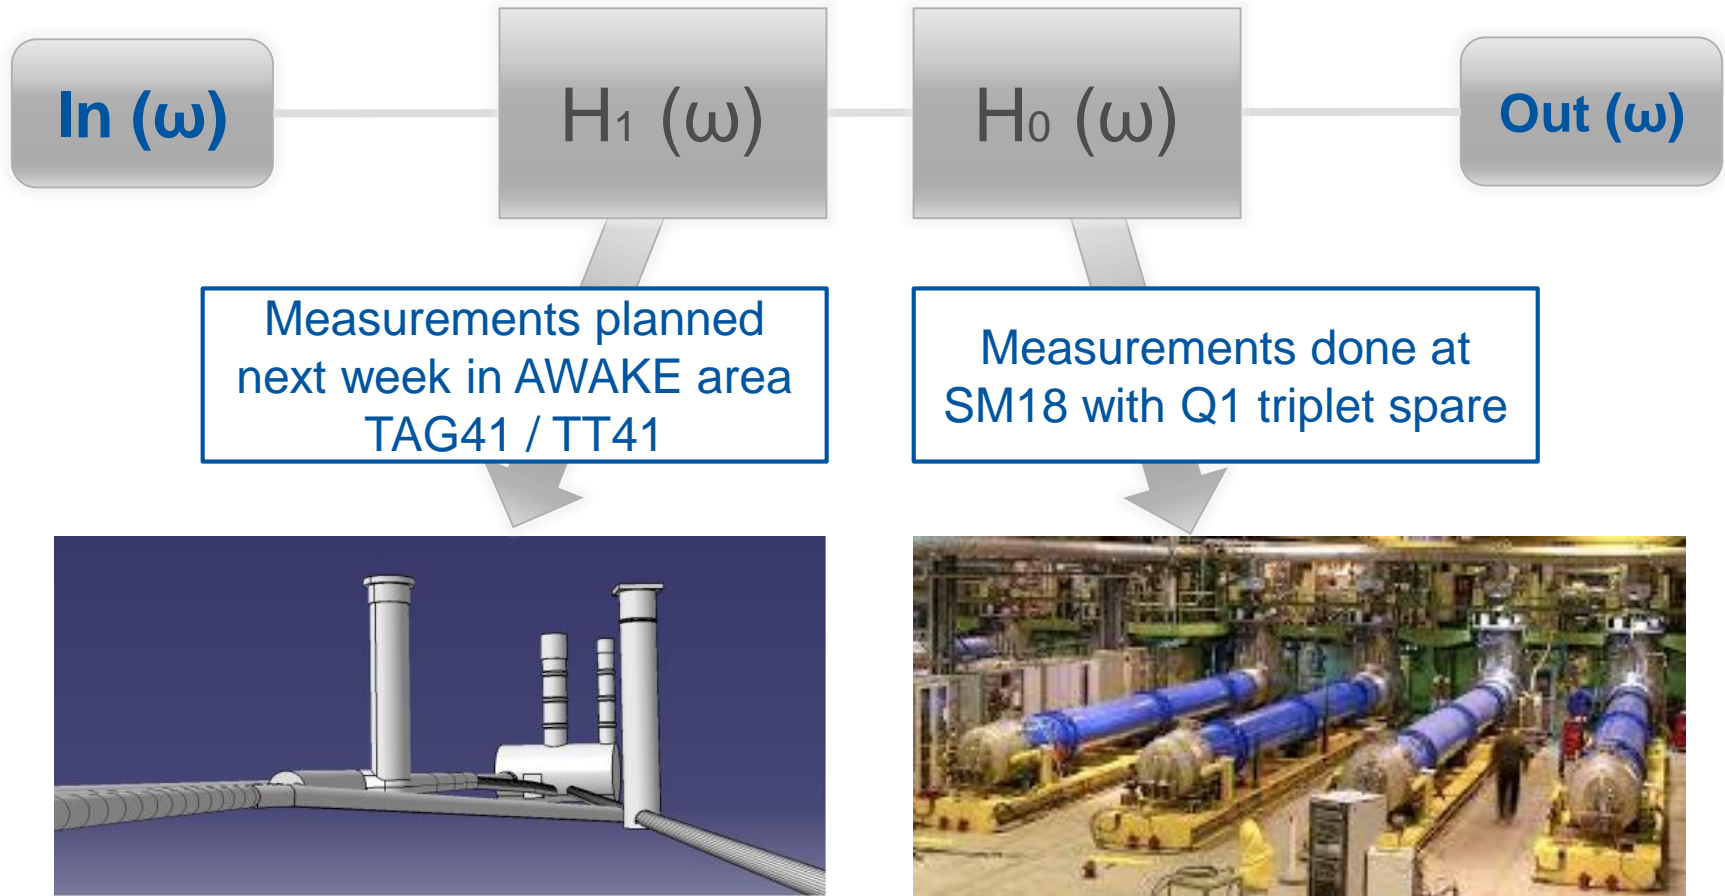 In (ω)
H₁ (ω)
H₀ (ω)
Out (ω)
Measurements planned
next week in AWAKE area
TAG41 / TT41
Measurements done at
SM18 with Q1 triplet spare